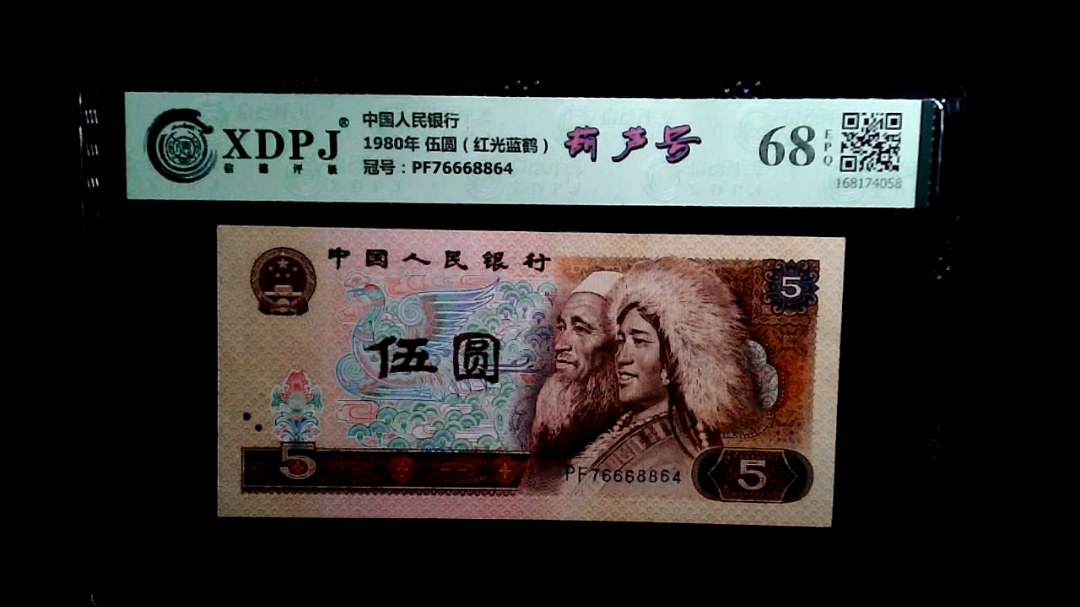 XDPJ®
信德评级
中国人民银行
1980年 伍圆（红光蓝鹤）
冠号：PF76668864
葫芦号
68
EPQ
168174058
中国人民银行
5
伍圆
5
PF76668864
5